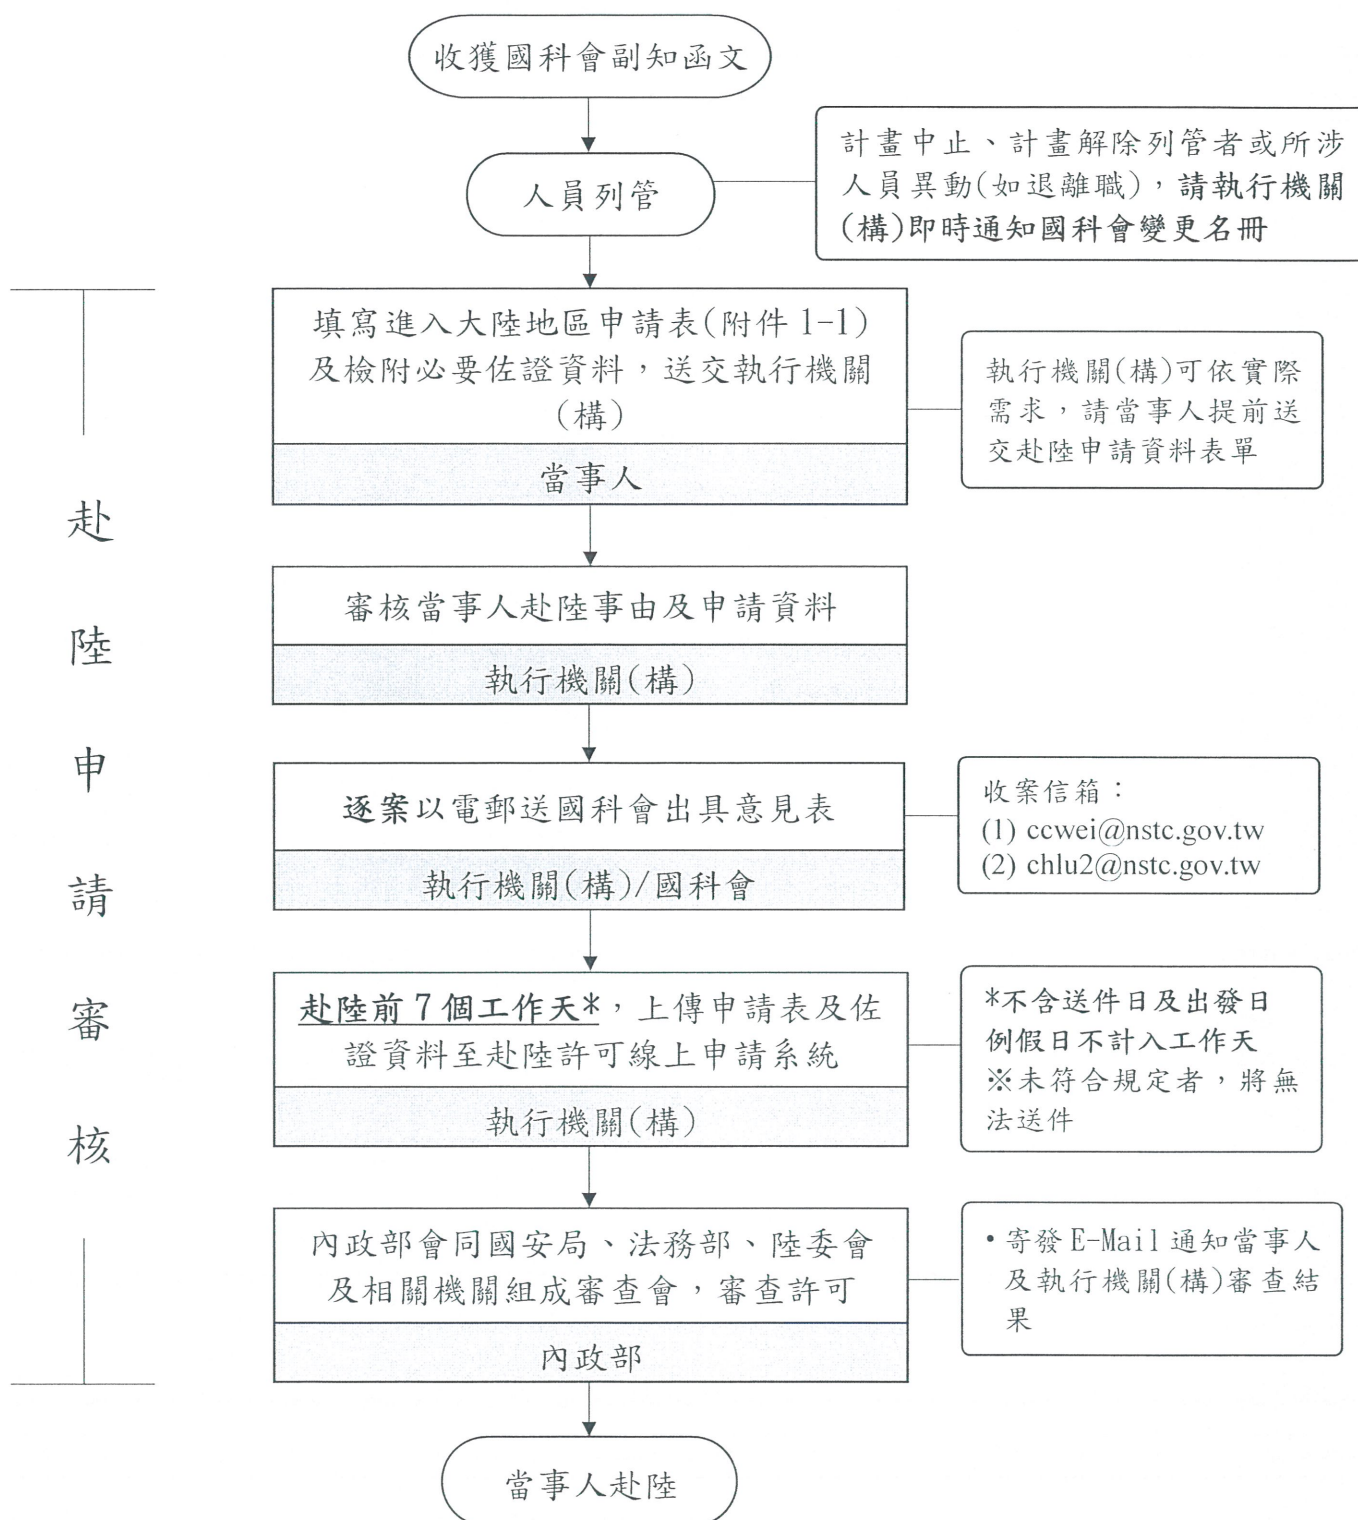 收獲國科會副知函文
人員列管
計畫中止、計畫解除列管者或所涉
人員異動(如退離職)，請執行機關
(構)即時通知國科會變更名冊
赴陸申請審核
填寫進入大陸地區申請表(附件 1-1)
及檢附必要佐證資料，送交執行機關
(構)
當事人
執行機關(構)可依實際
需求，請當事人提前送
交赴陸申請資料表單
審核當事人赴陸事由及申請資料
執行機關(構)
逐案以電郵送國科會出具意見表
執行機關(構)/國科會
收案信箱：
(1) ccwei@nstc.gov.tw
(2) chlu2@nstc.gov.tw
赴陸前 7 個工作天*，上傳申請表及佐
證資料至赴陸許可線上申請系統
執行機關(構)
*不含送件日及出發日
例假日不計入工作天
※未符合規定者，將無
法送件
內政部會同國安局、法務部、陸委會
及相關機關組成審查會，審查許可
內政部
•寄發 E-Mail 通知當事人
及執行機關(構)審查結
果
當事人赴陸